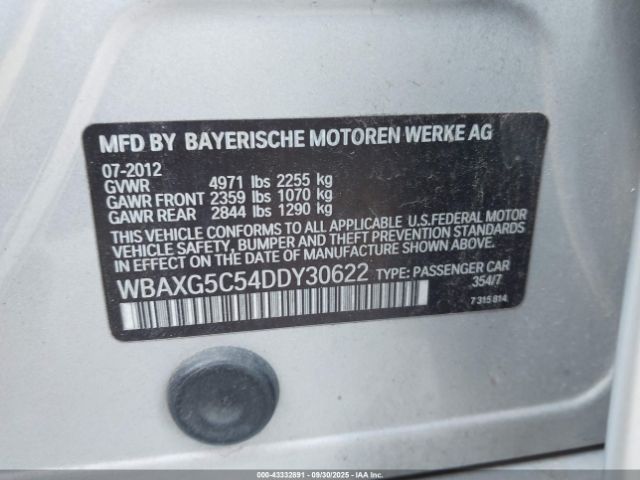 MFD BY BAYERISCHE MOTOREN WERKE AG
07-2012
GVWR 4971 lbs 2255 kg
GAWR FRONT 2359 lbs 1070 kg
GAWR REAR 2844 lbs 1290 kg
THIS VEHICLE CONFORMS TO ALL APPLICABLE U.S.FEDERAL MOTOR
VEHICLE SAFETY, BUMPER AND THEFT PREVENTION STANDARDS
IN EFFECT ON THE DATE OF MANUFACTURE SHOWN ABOVE.
WBAXG5C54DDY30622 TYPE: PASSENGER CAR
354/7
7 315 814
000-43332691 - 09/30/2025 - IAAI.COM